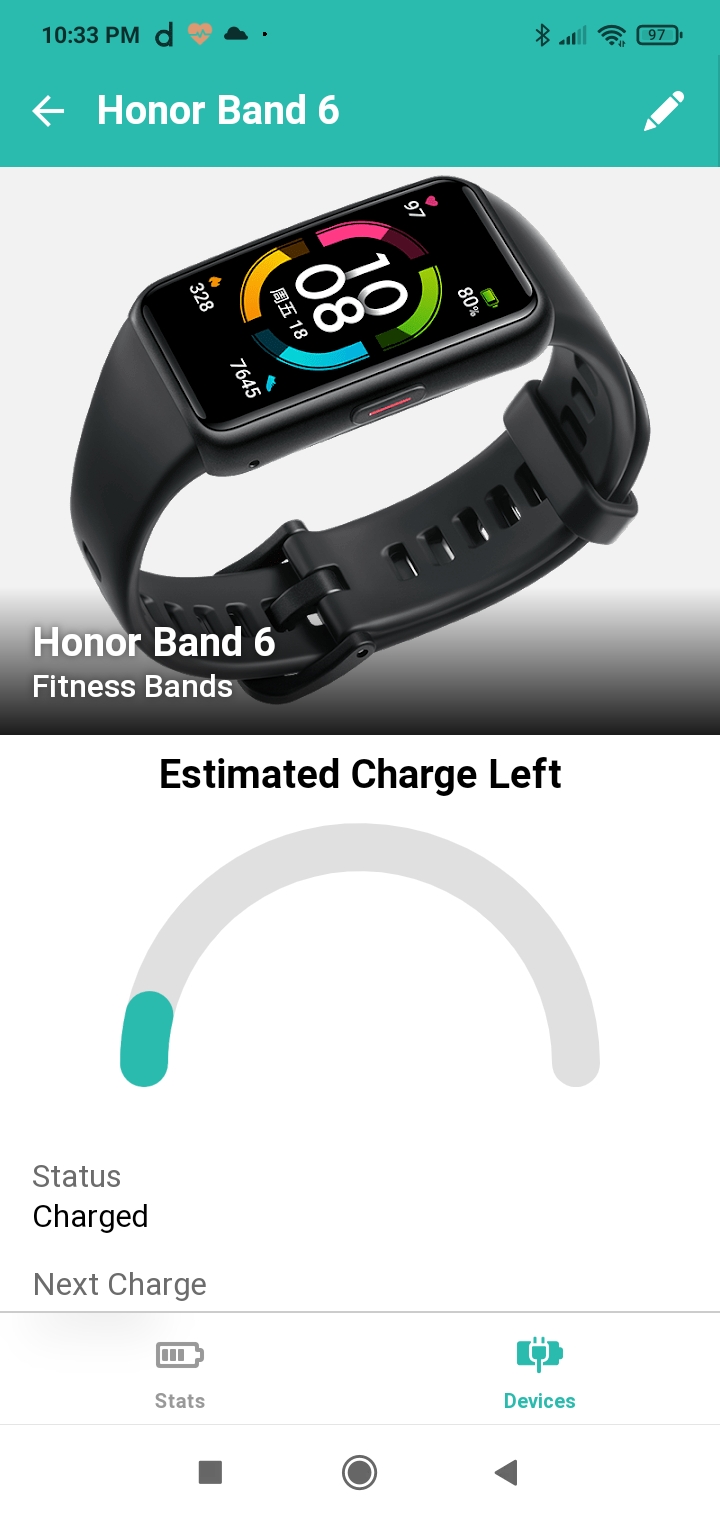 10:33 PM
97
Honor Band 6
97
328
10
08
周五 18
80%
7645
Honor Band 6
Fitness Bands
Estimated Charge Left
Status
Charged
Next Charge
Stats
Devices